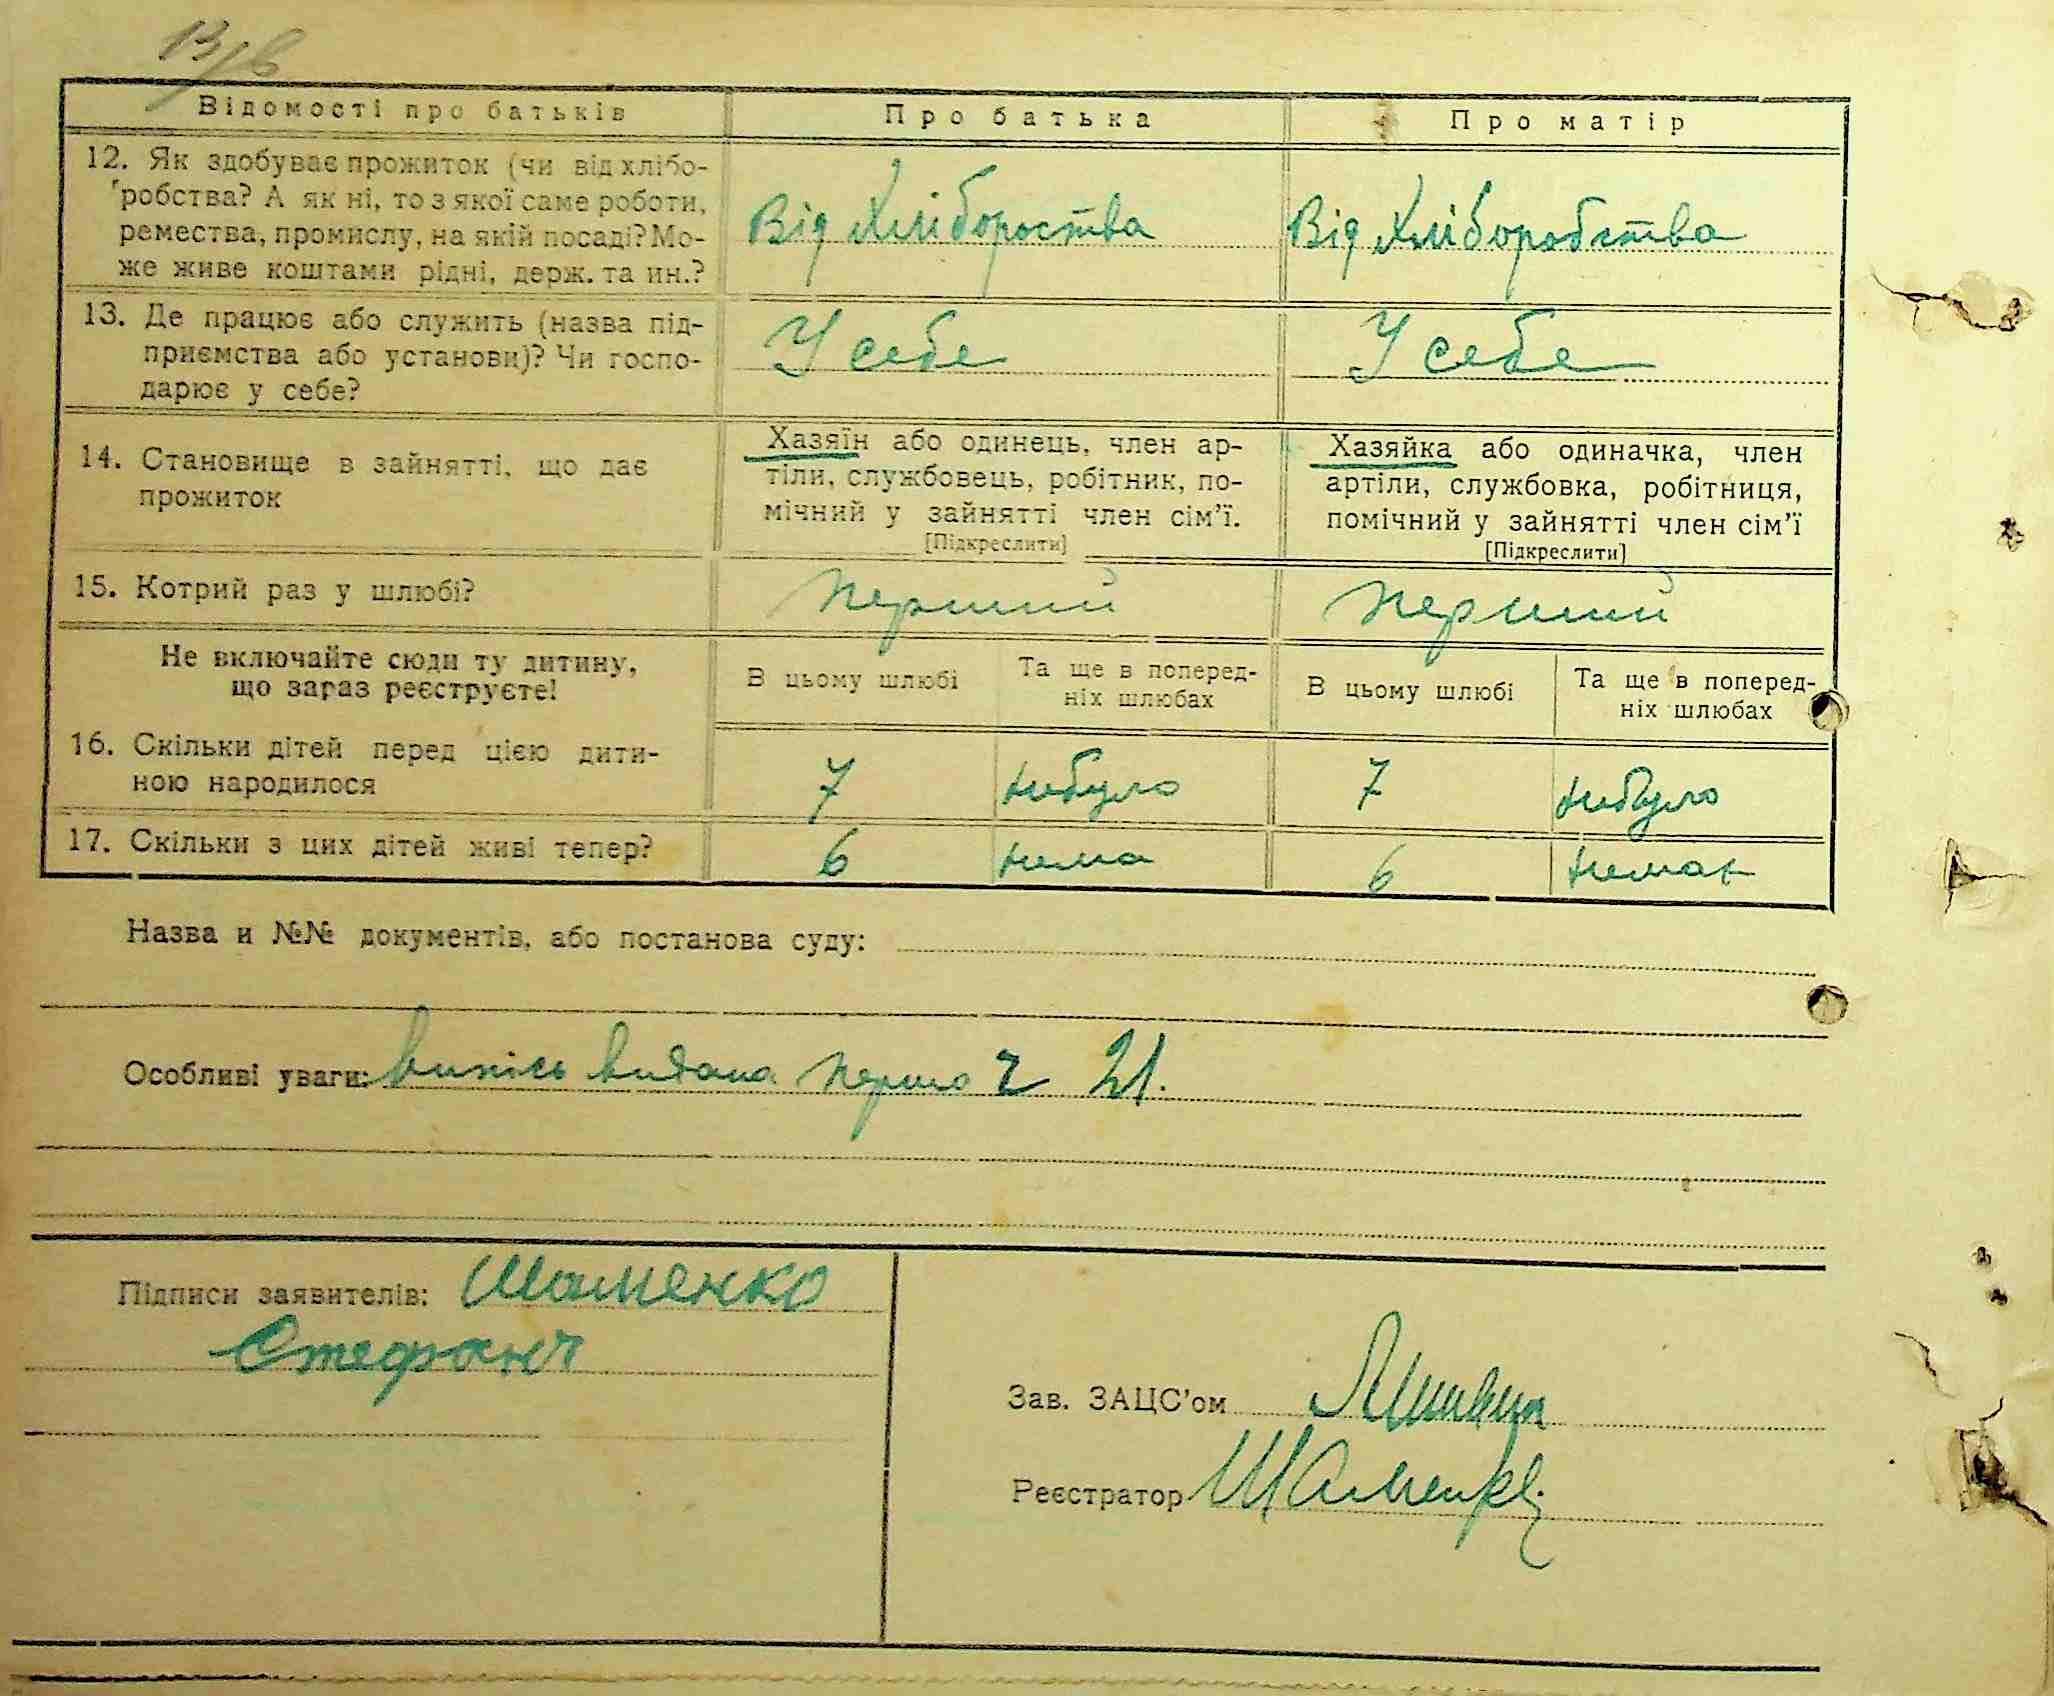 13/в
Відомості про батьків Про батька Про матір
12. Як здобуває прожиток (чи від хлібо-
робства? А як ні, то з якої саме роботи,
ремества, промислу, на якій посаді? Мо-
же живе коштами рідні, держ. та ин.?
Від Хлібороства Від Хліборобства
13. Де працює або служить (назва під-
приємства або установи)? Чи госпо-
дарює у себе?
У себе У себе
14. Становище в зайнятті, що дає
прожиток
Хазяїн або одинець, член ар-
тіли, службовець, робітник, по-
мічний у зайнятті член сім'ї.
[Підкреслити]
Хазяйка або одиначка, член
артіли, службовка, робітниця,
помічний у зайнятті член сім'ї
[Підкреслити]
15. Котрий раз у шлюбі? перший перший
Не включайте сюди ту дитину,
що зараз реєструєте!
В цьому шлюбі
Та ще в поперед-
ніх шлюбах
В цьому шлюбі
Та ще в поперед-
ніх шлюбах
16. Скільки дітей перед цією дити-
ною народилося
7 небуло 7 небуло
17. Скільки з цих дітей живі тепер? 6 нема 6 немає
Назва и №№ документів, або постанова суду:
Особливі уваги: випісь видана перша 21.
Підписи заявителів: Шаменко
Стефан
Зав. ЗАЦС'ом
Реєстратор